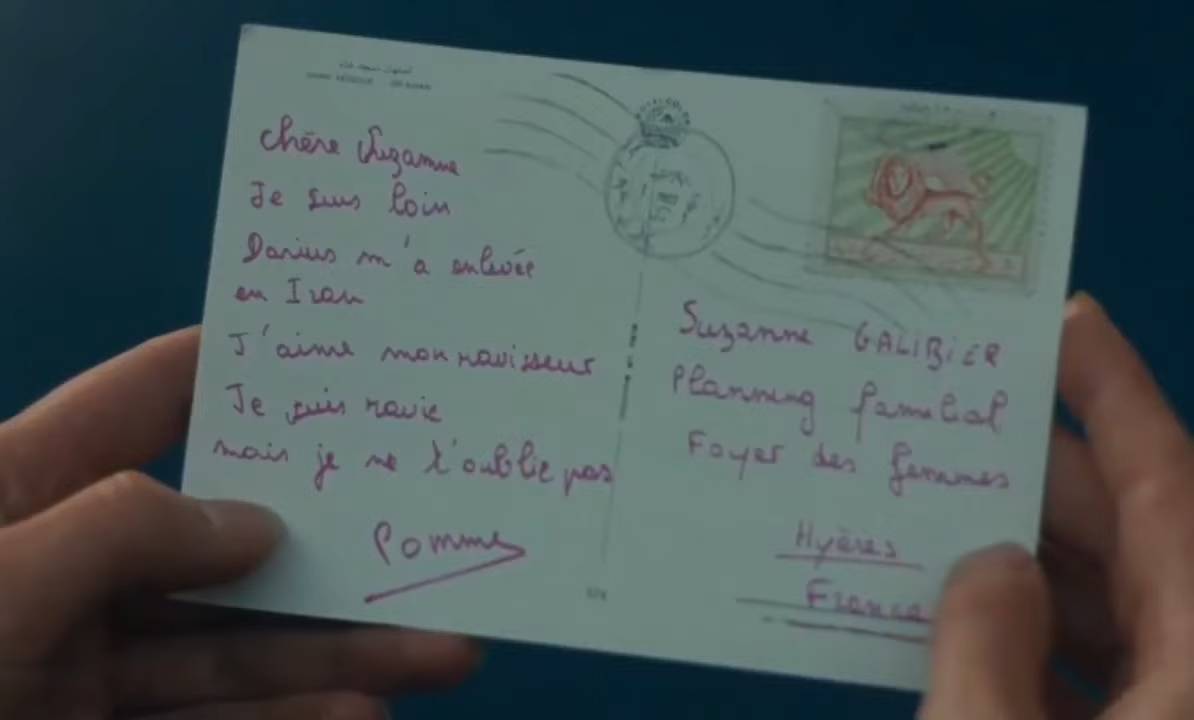 Chère Suzanne
Je suis loin
Darius m'a enlevée
en Iran
J'aime mon ravisseur
Je suis ravie
mais je ne t'oublie pas
Pomme
Suzanne GALIBIER
Planning familial
Foyer des femmes
Hyères
France